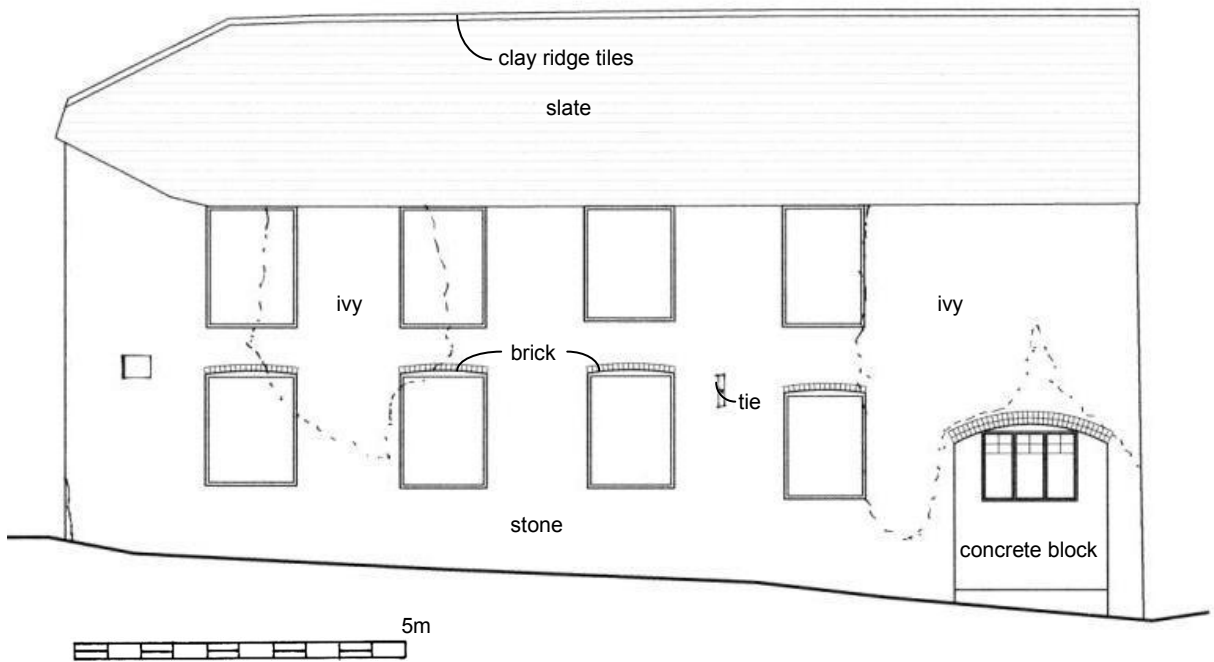 clay ridge tiles
slate
ivy
ivy
brick
tie
stone
concrete block
5m